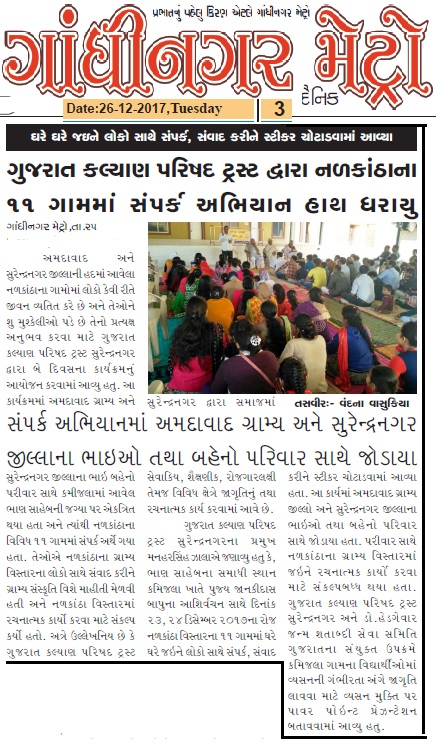 પ્રભાતનું પહેલુ કિરણ એટલે ગાંધીનગર મેટ્રો
ગાંધીનગર મેટ્રો
દૈનિક
Date:26-12-2017,Tuesday
3
ઘરે ઘરે જઇને લોકો સાથે સંપર્ક, સંવાદ કરીને સ્ટીકર ચોટાડવામાં આવ્યા
ગુજરાત કલ્યાણ પરિષદ ટ્રસ્ટ દ્વારા નળકાંઠાના
૧૧ ગામમાં સંપર્ક અભિયાન હાથ ધરાયુ
ગાંધીનગર મેટ્રો,તા.૨૫
અમદાવાદ અને
સુરેન્દ્રનગર જીલ્લાની હદમાં આવેલા
નળકાંઠાના ગામોમાં લોકો કેવી રીતે
જીવન વ્યતિત કરે છે અને તેઓને
શુ મુશ્કેલીઓ પડે છે તેનો પ્રત્યક્ષ
અનુભવ કરવા માટે ગુજરાત
કલ્યાણ પરિષદ ટ્રસ્ટ સુરેન્દ્રનગર
દ્વારા બે દિવસના કાર્યક્રમનું
આયોજન કરવામાં આવ્યુ હતુ. આ
કાર્યક્રમમાં અમદાવાદ ગ્રામ્ય અને
સુરેન્દ્રનગર દ્વારા સમાજમાં
તસવીર:- વંદના વાસુકિયા
સંપર્ક અભિયાનમાં અમદાવાદ ગ્રામ્ય અને સુરેન્દ્રનગર
જીલ્લાના ભાઇઓ તથા બહેનો પરિવાર સાથે જોડાયા
સુરેન્દ્રનગર જીલ્લાના ભાઇ બહેનો
પરીવાર સાથે કમીજલામાં આવેલ
ભાણ સાહેબની જગ્યા પર એકત્રિત
થયા હતા અને ત્યાંથી નળકાંઠાના
વિવિધ ૧૧ ગામમાં સંપર્ક અર્થે ગયા
હતા. તેઓએ નળકાંઠાના ગ્રામ્ય
વિસ્તારના લોકો સાથે સંવાદ કરીને
ગ્રામ્ય સંસ્કૃતિ વિશે માહીતી મેળવી
હતી અને નળકાંઠા વિસ્તારમાં
રચનાત્મક કાર્યો કરવા માટે સંકલ્પ
કર્યો હતો. અત્રે ઉલ્લેખનિય છે કે
ગુજરાત કલ્યાણ પરિષદ ટ્રસ્ટ
સેવાકિય, શૈક્ષણીક, રોજગારલક્ષી
તેમજ વિવિધ ક્ષેત્રે જાગૃતિનું તથા
રચનાત્મક કાર્ય કરવામાં આવે છે.
ગુજરાત કલ્યાણ પરિષદ
ટ્રસ્ટ સુરેન્દ્રનગરના પ્રમુખ
મનહરસિંહ ઝાલાએ જણાવ્યુ હતુ કે,
ભાણ સાહેબના સમાધી સ્થાન
કમિજલા ખાતે પુજ્ય જાનકીદાસ
બાપુના આશિર્વચન સાથે દિનાંક
૨૩, ૨૪ ડિસેમ્બર ૨૦૧૭ના રોજ
નળકાંઠા વિસ્તારના ૧૧ ગામમાં ઘરે
ઘરે જઇને લોકો સાથે સંપર્ક, સંવાદ
કરીને સ્ટીકર ચોટાડવામાં આવ્યા
હતા. આ કાર્યમાં અમદાવાદ ગ્રામ્ય
જીલ્લો અને સુરેન્દ્રનગર જીલ્લાના
ભાઇઓ તથા બહેનો પરિવાર
સાથે જોડાયા હતા. પરીવાર સાથે
નળકાંઠાના ગ્રામ્ય વિસ્તારમાં
જઇને રચનાત્મક કાર્યો કરવા
માટે સંકલ્પબધ્ધ થયા હતા.
ગુજરાત કલ્યાણ પરિષદ ટ્રસ્ટ
સુરેન્દ્રનગર અને ડો.હેડગેવાર
જન્મ શતાબ્દી સેવા સમિતિ
ગુજરાતના સંયુક્ત ઉપક્રમે
કમિજલા ગામના વિદ્યાર્થીઓમાં
વ્યસનની ગંભીરતા અંગે જાગૃતિ
લાવવા માટે વ્યસન મુક્તિ પર
પાવર પોઇન્ટ પ્રેઝન્ટેશન
બતાવવામાં આવ્યુ હતુ.